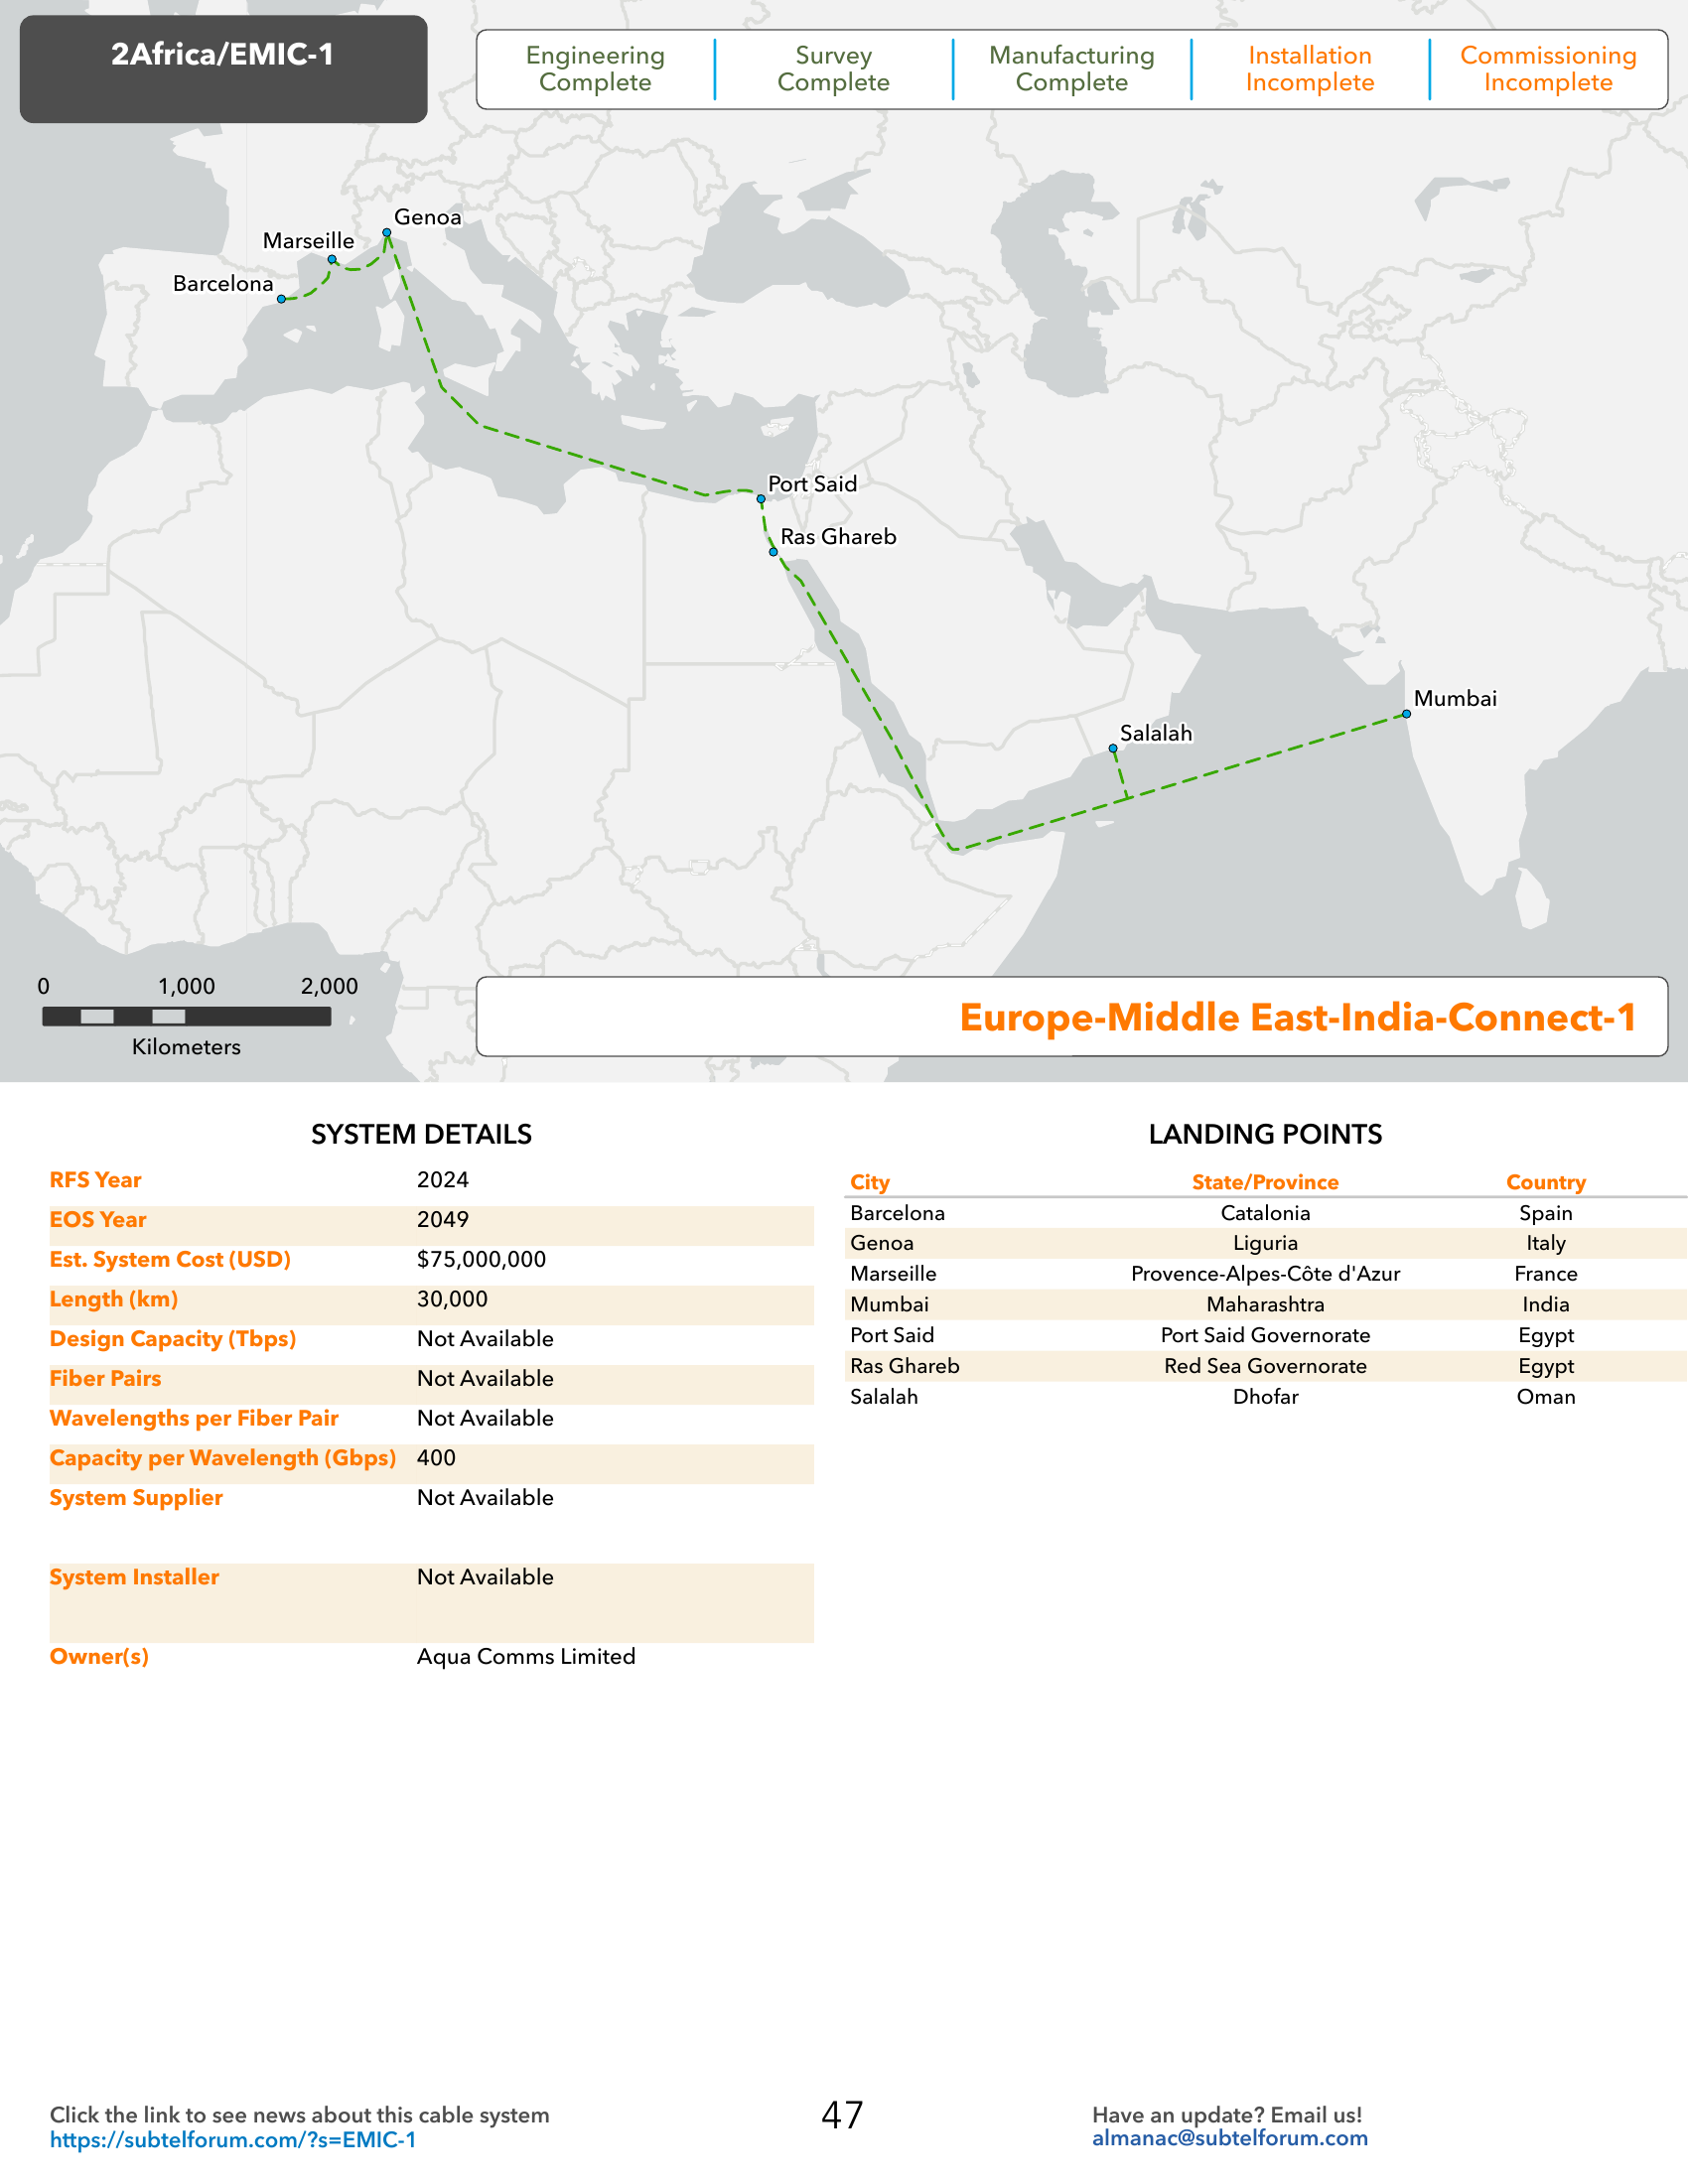 2Africa/EMIC-1
Engineering
Complete
Survey
Complete
Manufacturing
Complete
Installation
Incomplete
Commissioning
Incomplete
Genoa
Marseille
Barcelona
Port Said
Ras Ghareb
Mumbai
Salalah
0 1,000 2,000
Kilometers
Europe-Middle East-India-Connect-1
SYSTEM DETAILS
RFS Year 2024
EOS Year 2049
Est. System Cost (USD) $75,000,000
Length (km) 30,000
Design Capacity (Tbps) Not Available
Fiber Pairs Not Available
Wavelengths per Fiber Pair Not Available
Capacity per Wavelength (Gbps) 400
System Supplier Not Available
System Installer Not Available
Owner(s) Aqua Comms Limited
LANDING POINTS
City State/Province Country
Barcelona Catalonia Spain
Genoa Liguria Italy
Marseille Provence-Alpes-Côte d'Azur France
Mumbai Maharashtra India
Port Said Port Said Governorate Egypt
Ras Ghareb Red Sea Governorate Egypt
Salalah Dhofar Oman
Click the link to see news about this cable system
https://subtelforum.com/?s=EMIC-1
47
Have an update? Email us!
almanac@subtelforum.com